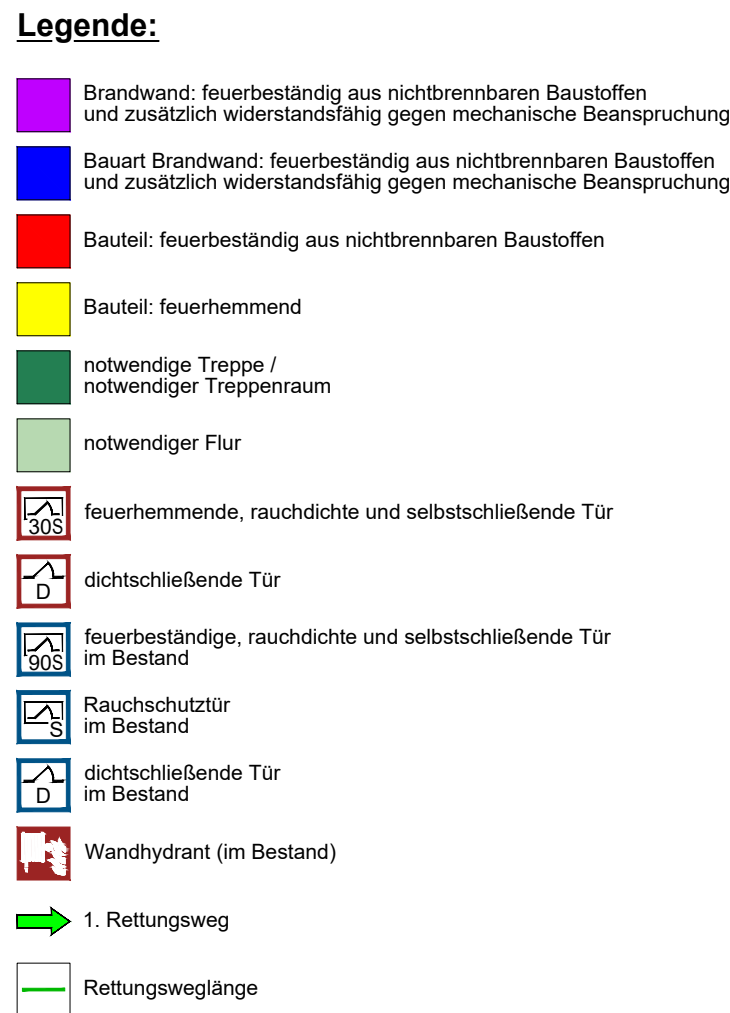 Legende:
Brandwand: feuerbeständig aus nichtbrennbaren Baustoffen
und zusätzlich widerstandsfähig gegen mechanische Beanspruchung
Bauart Brandwand: feuerbeständig aus nichtbrennbaren Baustoffen
und zusätzlich widerstandsfähig gegen mechanische Beanspruchung
Bauteil: feuerbeständig aus nichtbrennbaren Baustoffen
Bauteil: feuerhemmend
notwendige Treppe /
notwendiger Treppenraum
notwendiger Flur
30S
feuerhemmende, rauchdichte und selbstschließende Tür
D
dichtschließende Tür
90S
feuerbeständige, rauchdichte und selbstschließende Tür
im Bestand
S
Rauchschutztür
im Bestand
D
dichtschließende Tür
im Bestand
Wandhydrant (im Bestand)
1. Rettungsweg
Rettungsweglänge